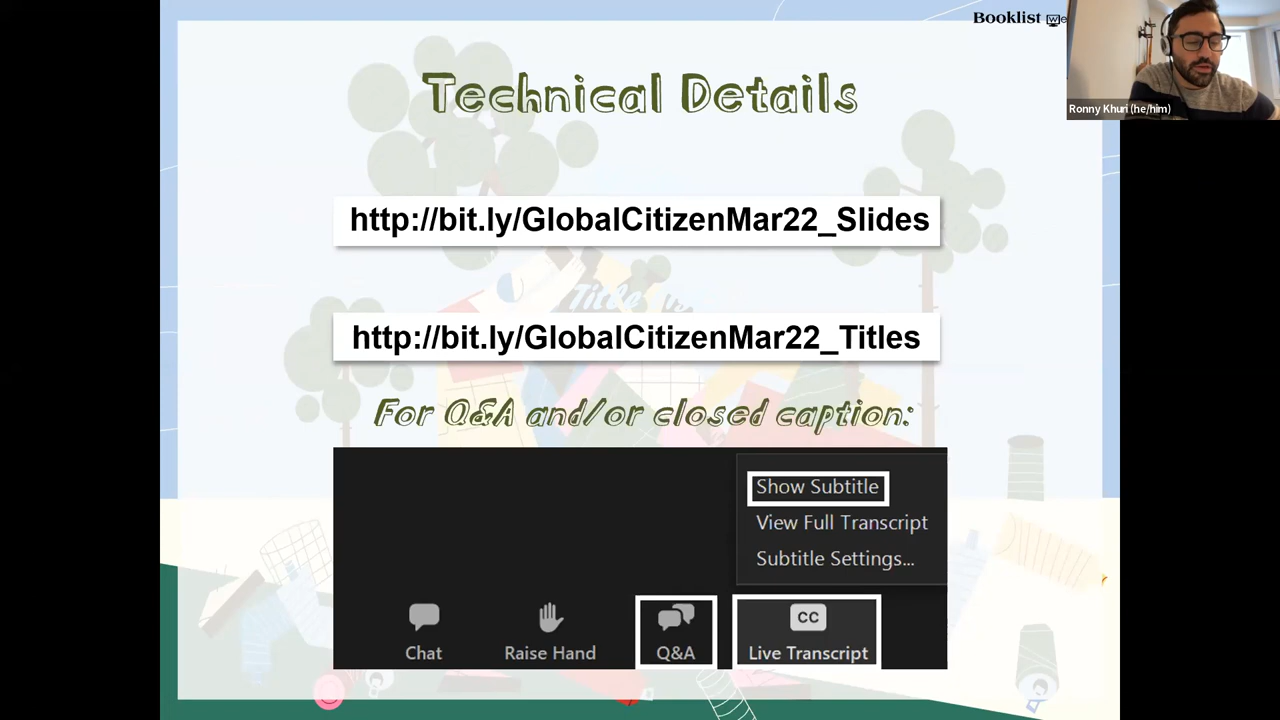 Booklist
Ronny Khuri (he/him)
Technical Details
http://bit.ly/GlobalCitizenMar22_Slides
http://bit.ly/GlobalCitizenMar22_Titles
For Q&A and/or closed caption:
Show Subtitle
View Full Transcript
Subtitle Settings...
CC
Chat Raise Hand Q&A Live Transcript